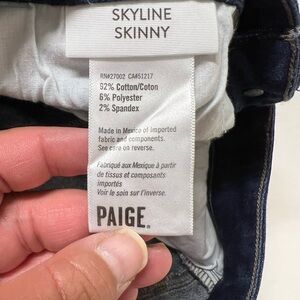 SKYLINE
SKINNY
RN#27002 CA#51217
92% Cotton/Coton
6% Polyester
2% Spandex
Made in Mexico of imported
fabric and components.
See care on reverse.
Fabriqué aux Mexique à partir
de tissus et composants
importés
Voir le soin sur l'inverse.
PAIGE®